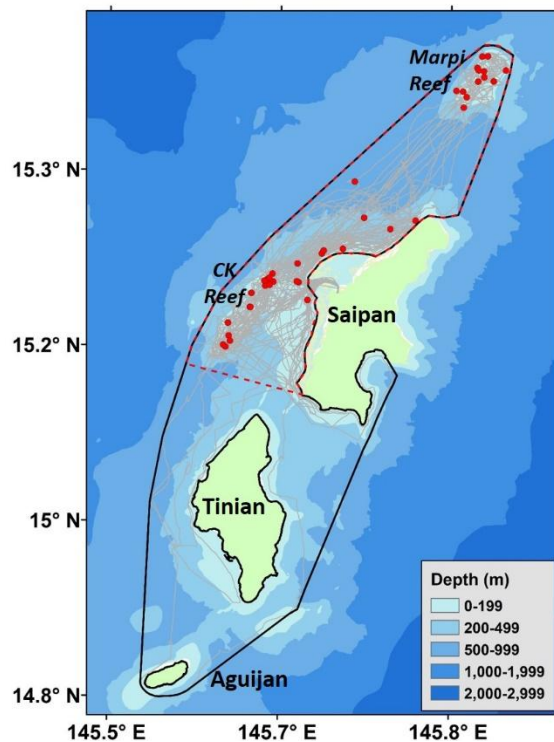 Marpi
Reef
15.3° N
CK
Reef
Saipan
15.2° N
Tinian
15° N
Depth (m)
0-199
200-499
500-999
1,000-1,999
2,000-2,999
Aguijan
14.8° N
145.5° E
145.7° E
145.8° E